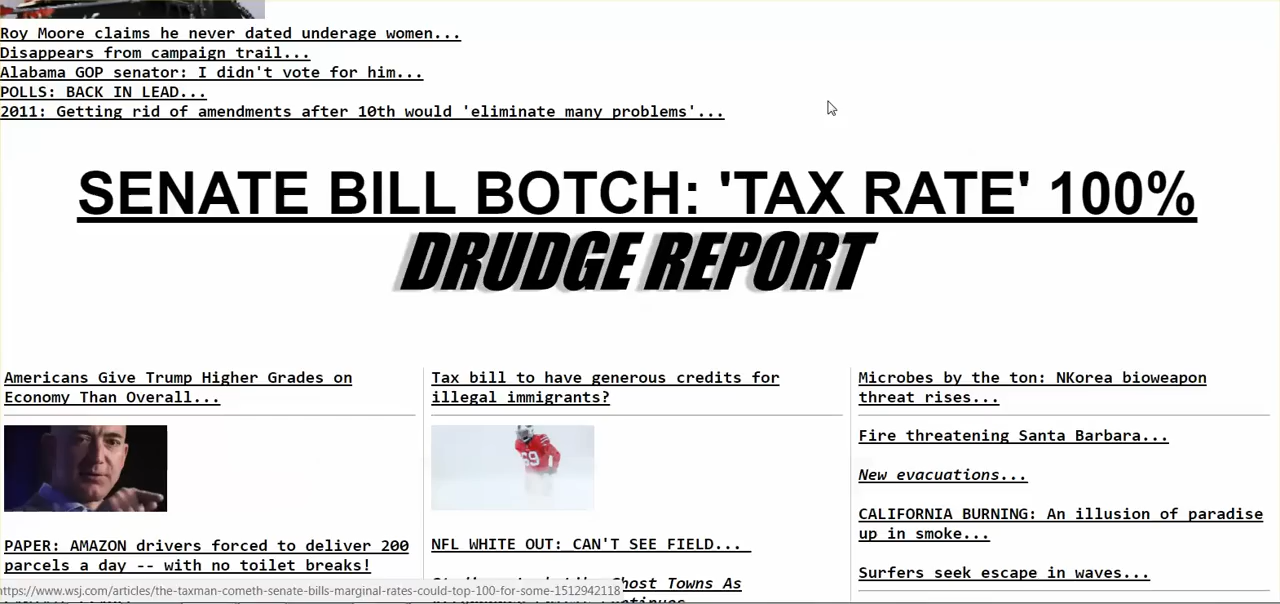 Roy Moore claims he never dated underage women...
Disappears from campaign trail...
Alabama GOP senator: I didn't vote for him...
POLLS: BACK IN LEAD...
2011: Getting rid of amendments after 10th would 'eliminate many problems'...
SENATE BILL BOTCH: 'TAX RATE' 100%
DRUDGE REPORT
Americans Give Trump Higher Grades on
Economy Than Overall...
PAPER: AMAZON drivers forced to deliver 200
parcels a day -- with no toilet breaks!
Tax bill to have generous credits for
illegal immigrants?
69
NFL WHITE OUT: CAN'T SEE FIELD...
Ghost Towns As
Microbes by the ton: NKorea bioweapon
threat rises...
Fire threatening Santa Barbara...
New evacuations...
CALIFORNIA BURNING: An illusion of paradise
up in smoke...
Surfers seek escape in waves...
https://www.wsj.com/articles/the-taxman-cometh-senate-bills-marginal-rates-could-top-100-for-some-1512942118